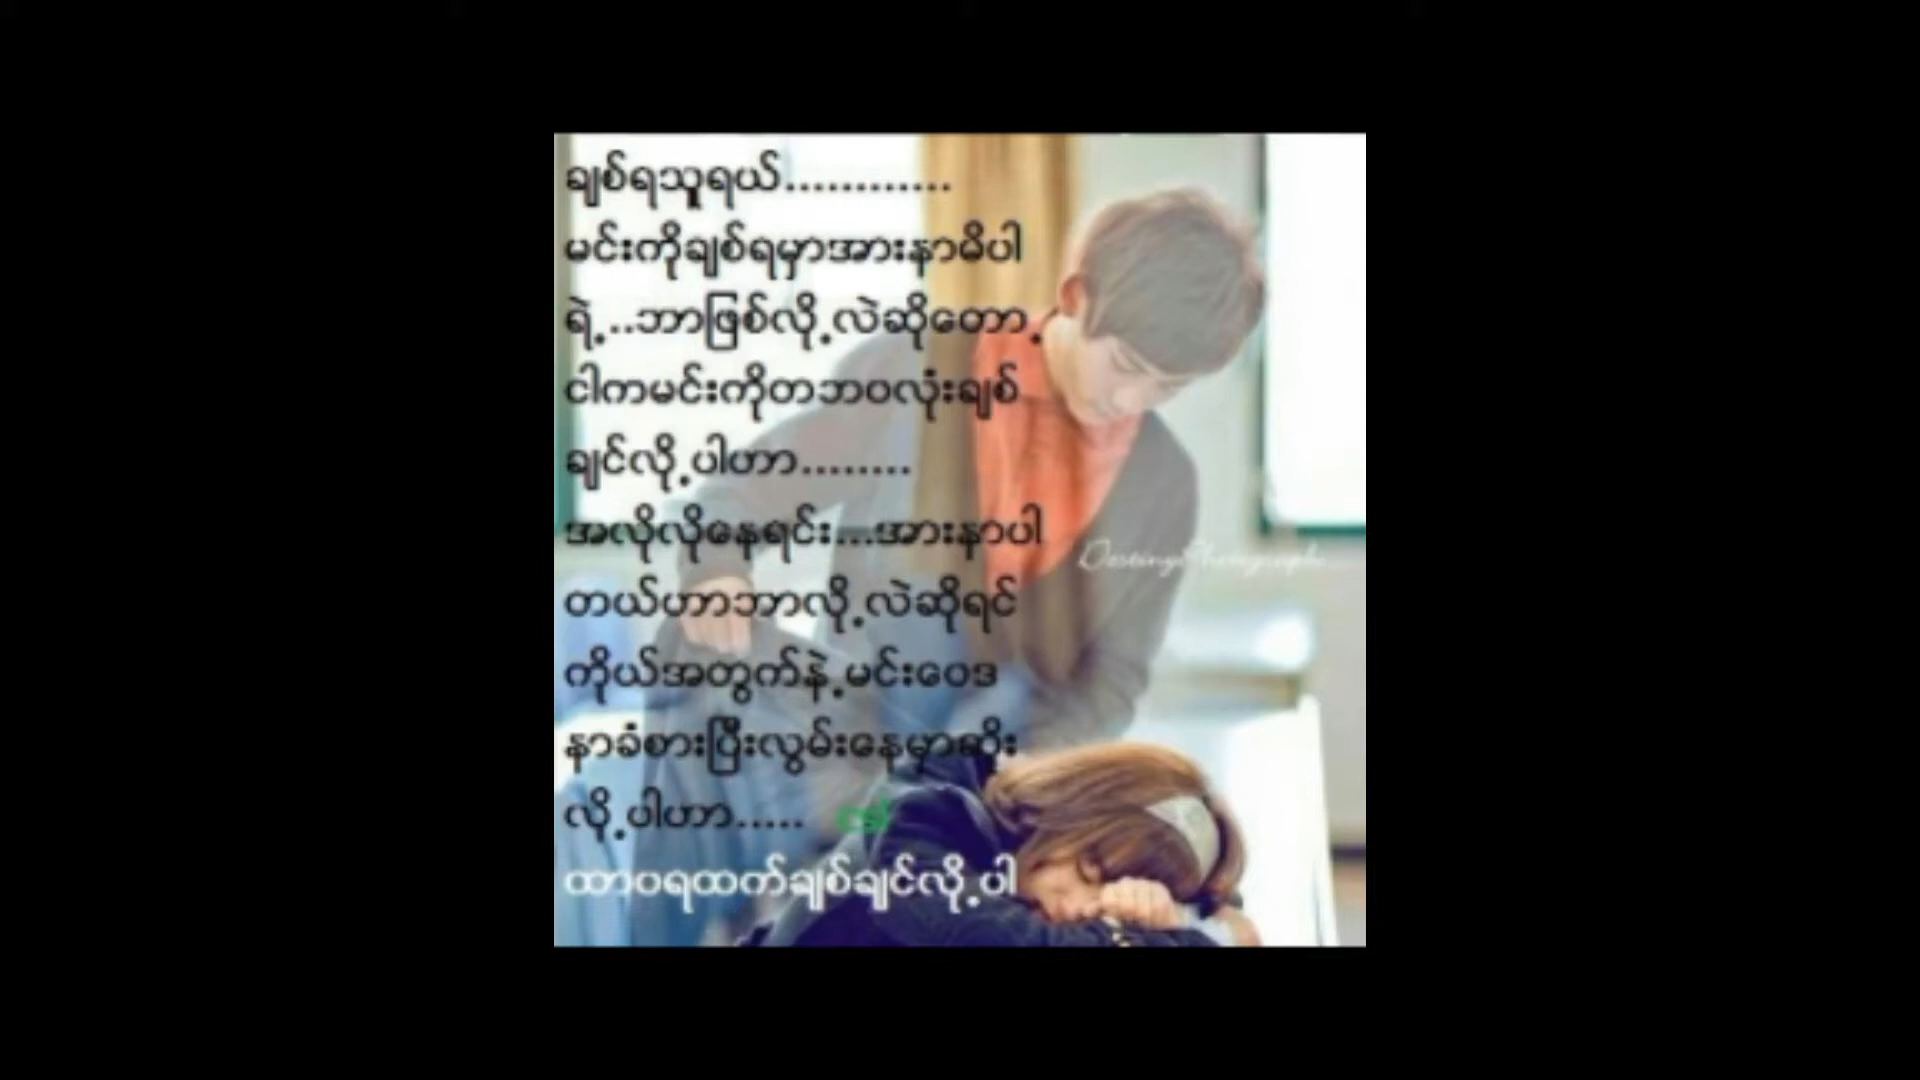 ချစ်ရသူရယ်............
မင်းကိုချစ်ရမှာအားနာမိပါ
ရဲ့...ဘာဖြစ်လို့လဲဆိုတော့
ငါကမင်းကိုတဘဝလုံးချစ်
ချင်လို့ပါဟာ........
အလိုလိုနေရင်း...အားနာပါ
တယ်ဟာဘာလို့လဲဆိုရင်
ကိုယ်အတွက်နဲ့မင်းဝေဒ
နာခံစားပြီးလွမ်းနေမှာဆိုး
လို့ပါဟာ.....
ထာဝရထက်ချစ်ချင်လို့ပါ